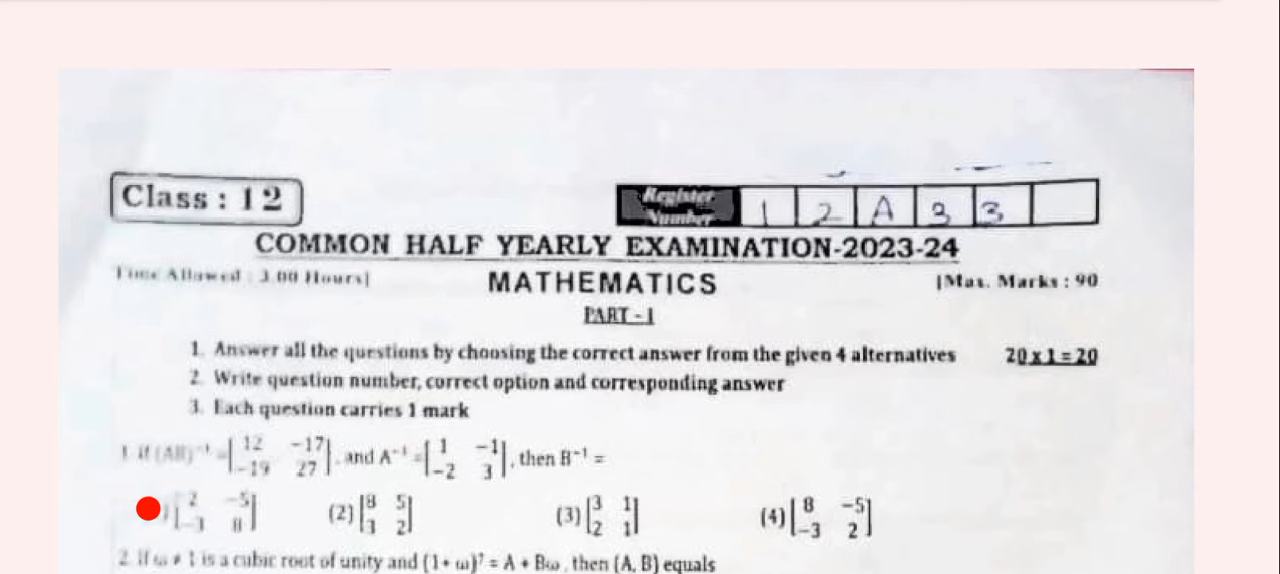 Class : 12
Register Number 1 2 A 3 3
COMMON HALF YEARLY EXAMINATION-2023-24
Time Allowed : 3.00 Hours] MATHEMATICS [Max. Marks : 90
PART - I
1. Answer all the questions by choosing the correct answer from the given 4 alternatives 20 x 1 = 20
2. Write question number, correct option and corresponding answer
3. Each question carries 1 mark
1. If (AB)⁻¹ = [12 -17; -19 27], and A⁻¹ = [1 -1; -2 3], then B⁻¹ =
[2 -5; -3 8] (2) [8 5; 3 2] (3) [3 1; 2 1] (4) [8 -5; -3 2]
2. If ω ≠ 1 is a cubic root of unity and (1 + ω)⁷ = A + Bω, then (A, B) equals